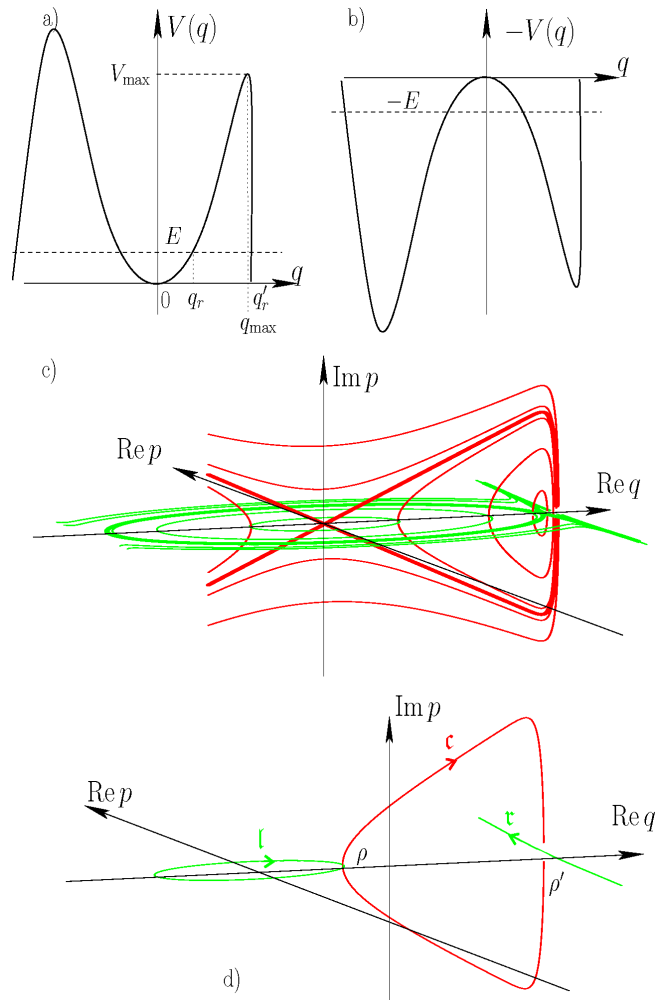 a)
V(q)
V_max
E
q
0
q_r
q'_r
q_max
b)
−V(q)
q
−E
c)
Im p
Re p
Re q
Im p
𝔠
Re p
𝔯
Re q
𝔩
ρ
ρ′
d)